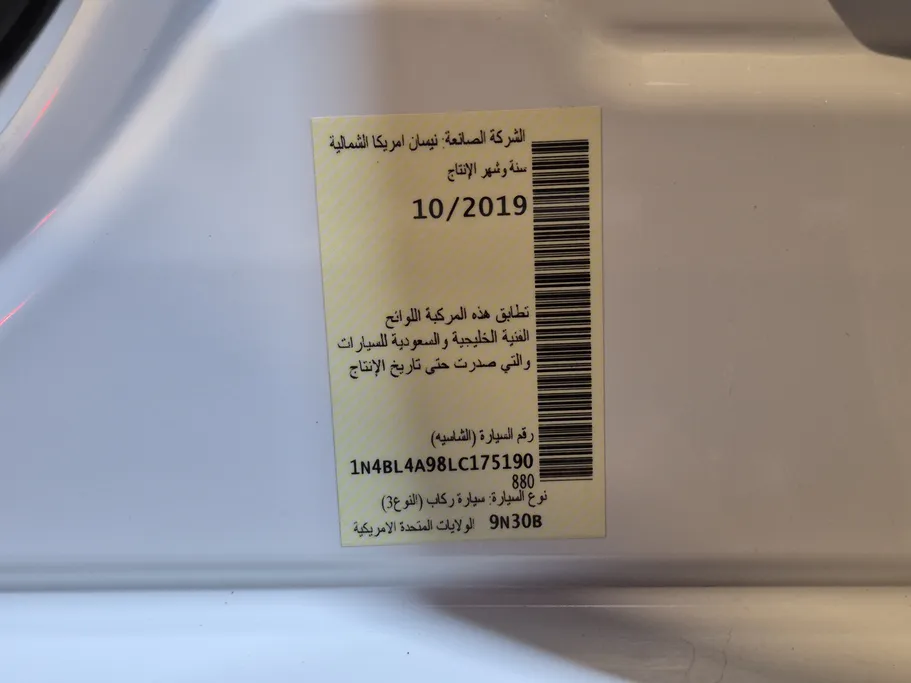 الشركة الصانعة: نيسان امريكا الشمالية
سنة وشهر الإنتاج
10/2019
تطابق هذه المركبة اللوائح
الفنية الخليجية والسعودية للسيارات
والتي صدرت حتى تاريخ الإنتاج
رقم السيارة (الشاسيه)
1N4BL4A98LC175190
880
نوع السيارة: سيارة ركاب (النوع3)
9N30B الولايات المتحدة الامريكية